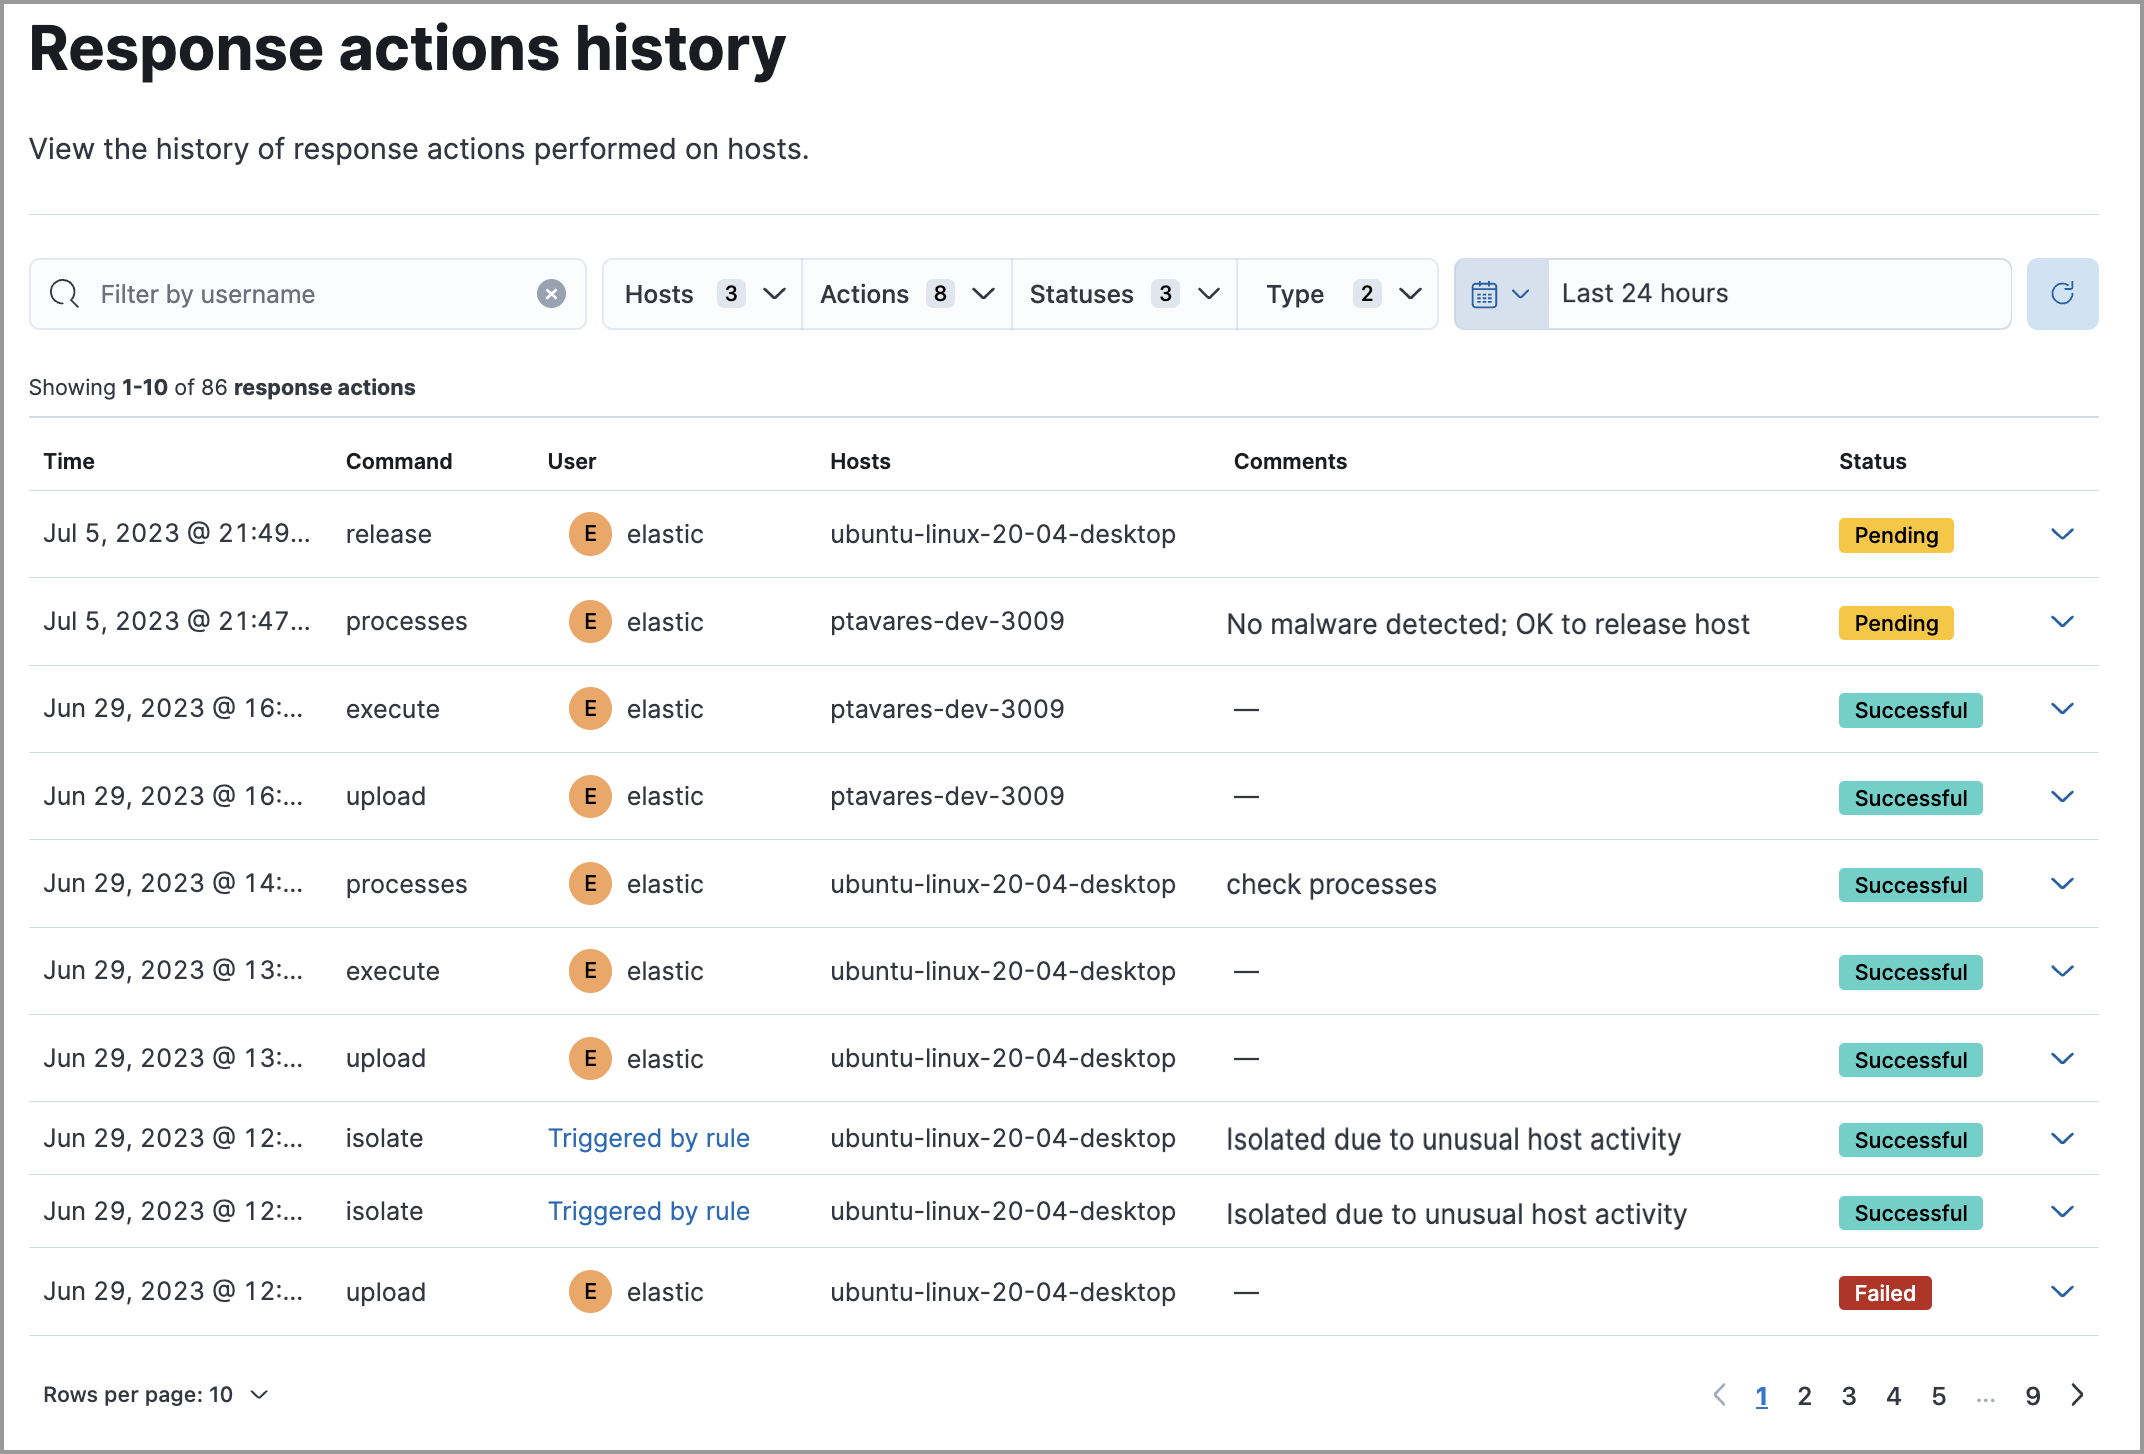 Response actions history
View the history of response actions performed on hosts.
Filter by username Hosts 3 Actions 8 Statuses 3 Type 2 Last 24 hours
Showing 1-10 of 86 response actions
Time Command User Hosts Comments Status
Jul 5, 2023 @ 21:49... release E elastic ubuntu-linux-20-04-desktop Pending
Jul 5, 2023 @ 21:47... processes E elastic ptavares-dev-3009 No malware detected; OK to release host Pending
Jun 29, 2023 @ 16:... execute E elastic ptavares-dev-3009 — Successful
Jun 29, 2023 @ 16:... upload E elastic ptavares-dev-3009 — Successful
Jun 29, 2023 @ 14:... processes E elastic ubuntu-linux-20-04-desktop check processes Successful
Jun 29, 2023 @ 13:... execute E elastic ubuntu-linux-20-04-desktop — Successful
Jun 29, 2023 @ 13:... upload E elastic ubuntu-linux-20-04-desktop — Successful
Jun 29, 2023 @ 12:... isolate Triggered by rule ubuntu-linux-20-04-desktop Isolated due to unusual host activity Successful
Jun 29, 2023 @ 12:... isolate Triggered by rule ubuntu-linux-20-04-desktop Isolated due to unusual host activity Successful
Jun 29, 2023 @ 12:... upload E elastic ubuntu-linux-20-04-desktop — Failed
Rows per page: 10 1 2 3 4 5 ... 9